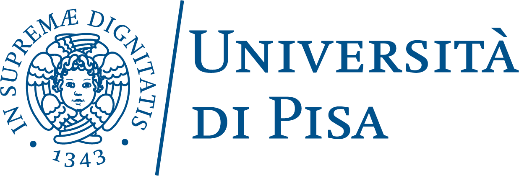 IN SUPREMÆ DIGNITATIS
1343
UNIVERSITÀ
DI PISA